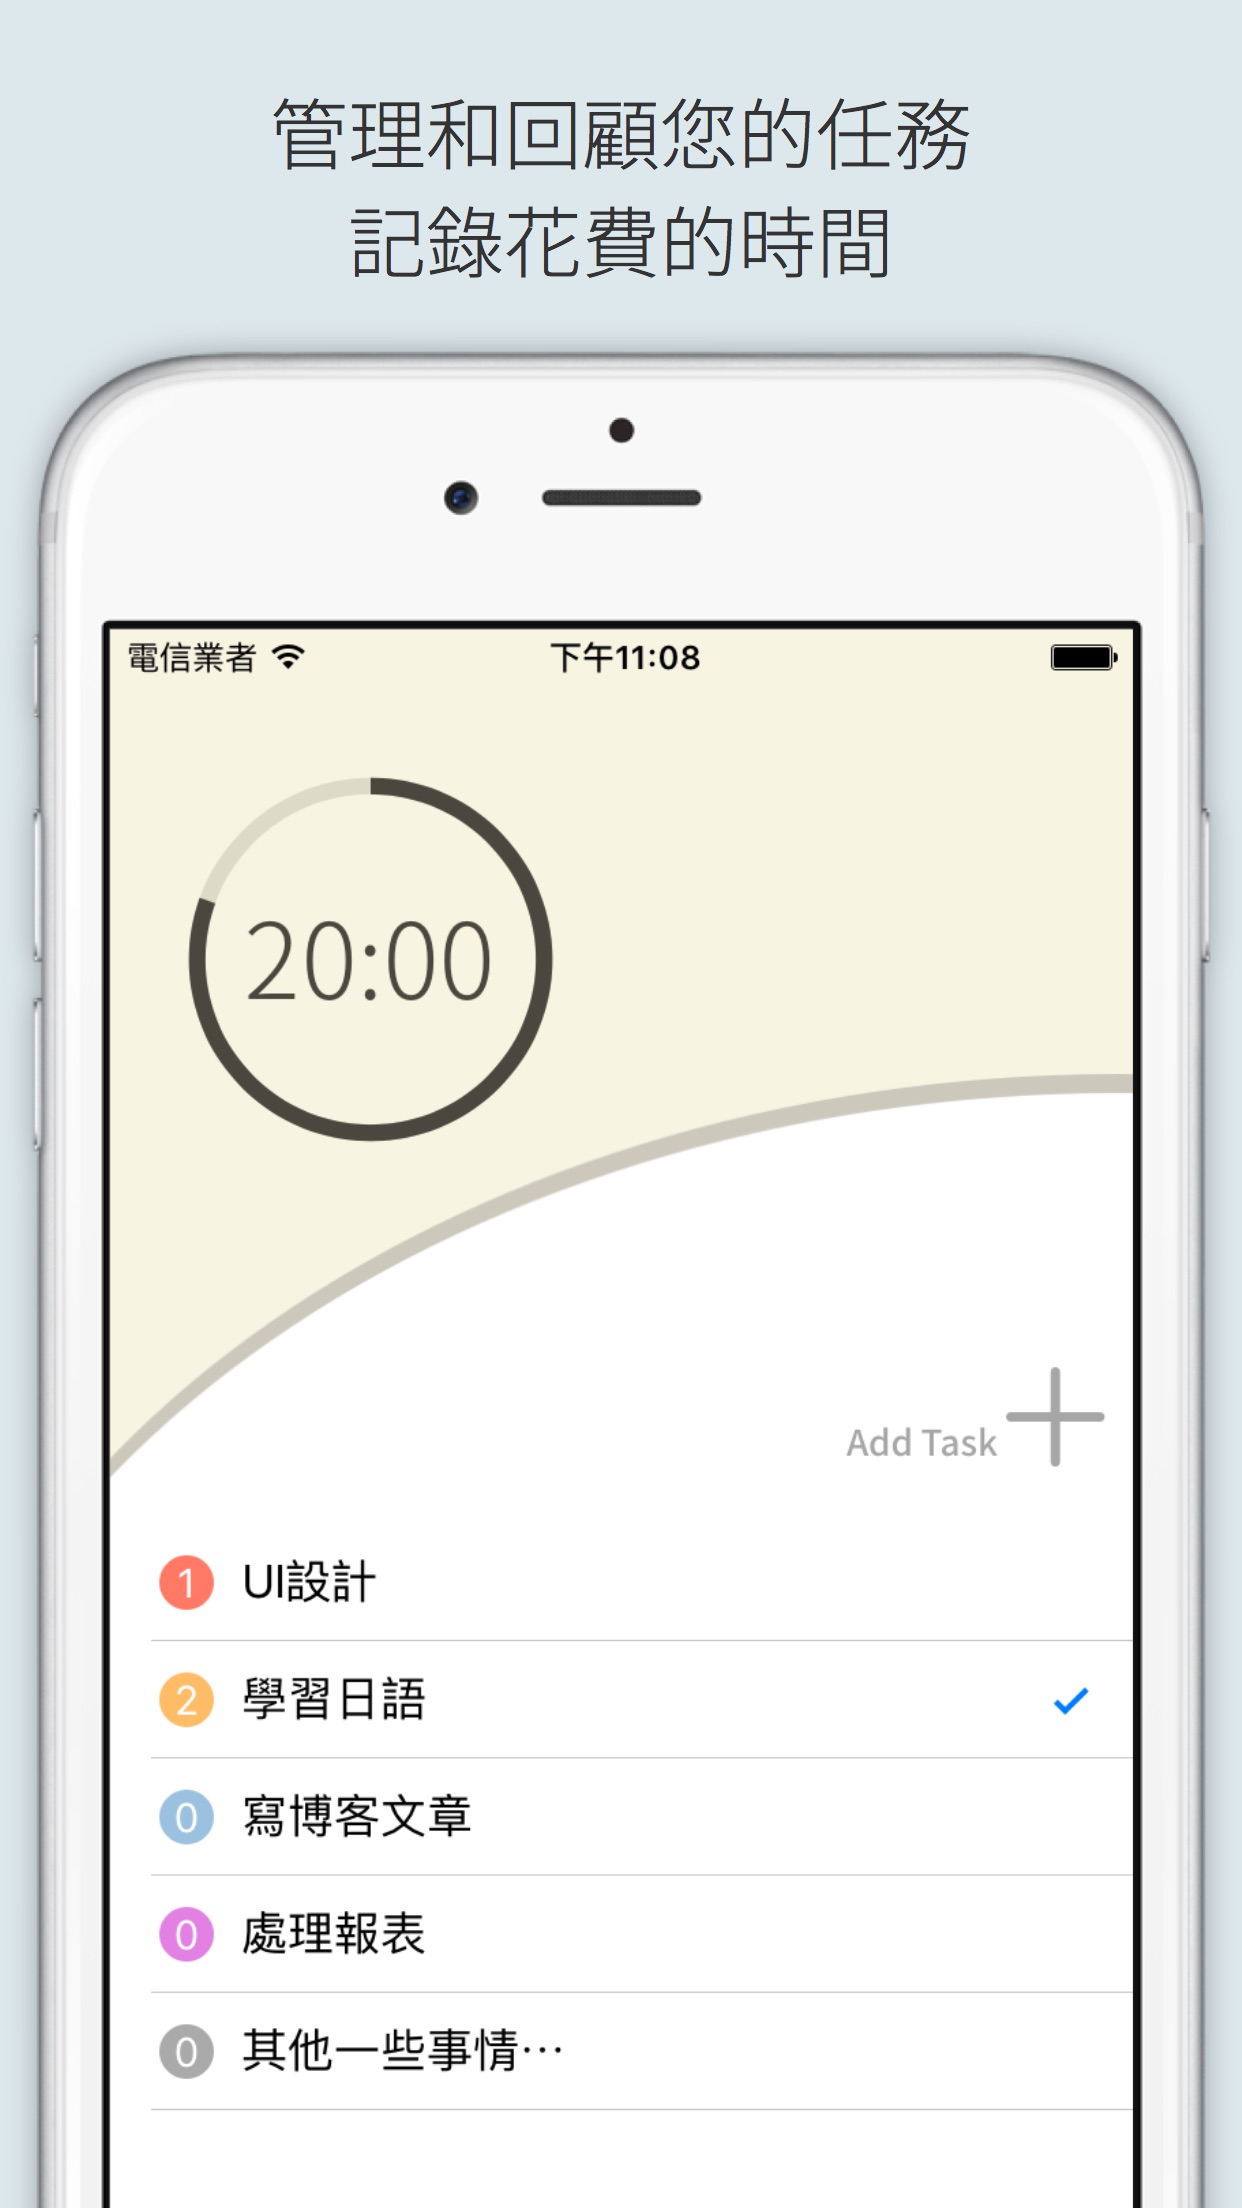 管理和回顧您的任務
記錄花費的時間
電信業者 下午11:08
20:00
Add Task
1 UI設計
2 學習日語
0 寫博客文章
0 處理報表
0 其他一些事情⋯